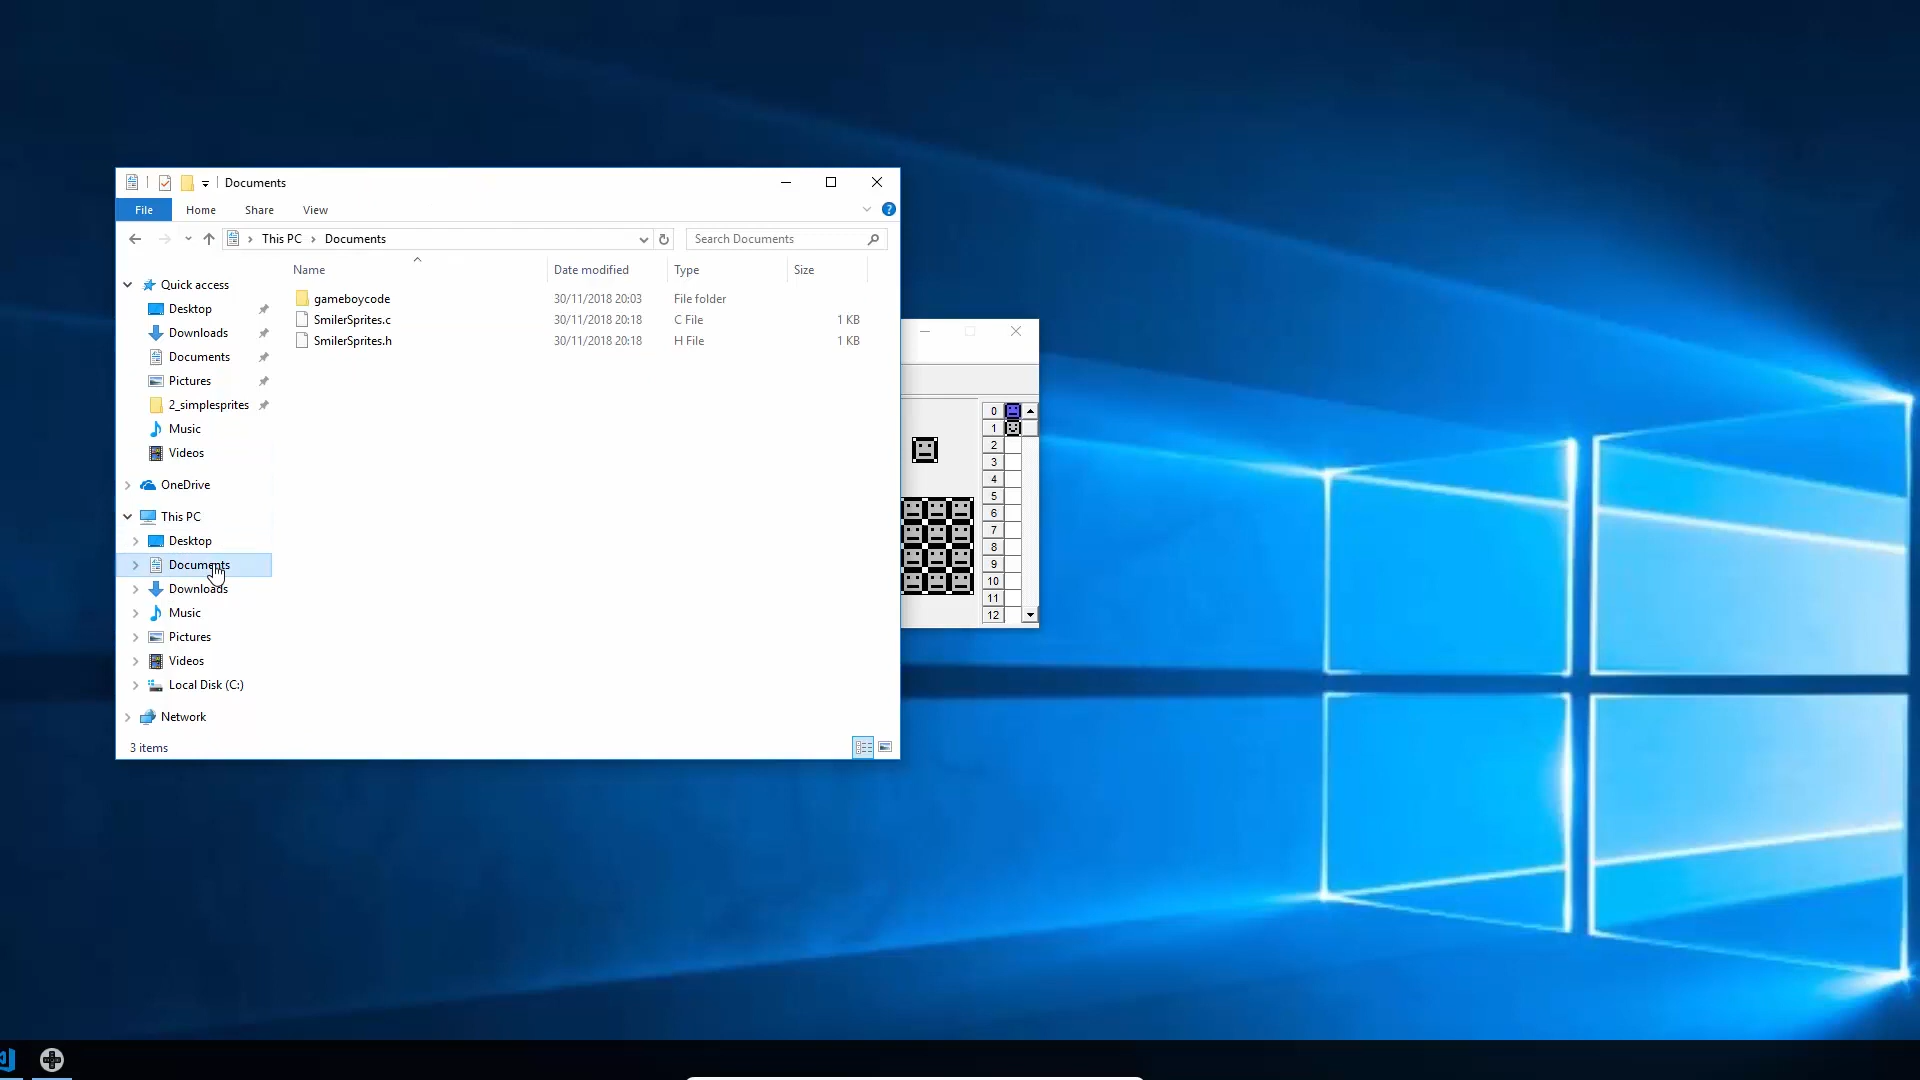 Documents
File Home Share View
This PC Documents
Search Documents
Name Date modified Type Size
gameboycode 30/11/2018 20:03 File folder
SmilerSprites.c 30/11/2018 20:18 C File 1 KB
SmilerSprites.h 30/11/2018 20:18 H File 1 KB
Quick access
Desktop
Downloads
Documents
Pictures
2_simplesprites
Music
Videos
OneDrive
This PC
Desktop
Documents
Downloads
Music
Pictures
Videos
Local Disk (C:)
Network
3 items
0
1
2
3
4
5
6
7
8
9
10
11
12